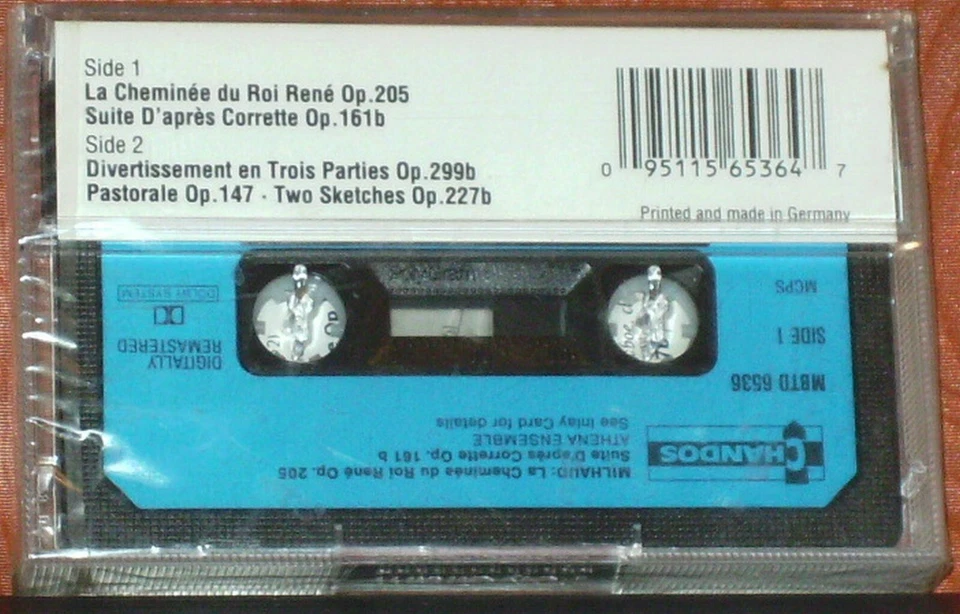 Side 1
La Cheminée du Roi René Op.205
Suite D'après Corrette Op.161b
Side 2
Divertissement en Trois Parties Op.299b
Pastorale Op.147 · Two Sketches Op.227b
0 95115 65364 7
Printed and made in Germany
CHANDOS
MILHAUD: La Cheminée du Roi René Op. 205
Suite D'après Corrette Op. 161 b
ATHENA ENSEMBLE
See Inlay Card for details
MBTD 6536
SIDE 1
MCPS
DIGITALLY
REMASTERED
DOLBY SYSTEM